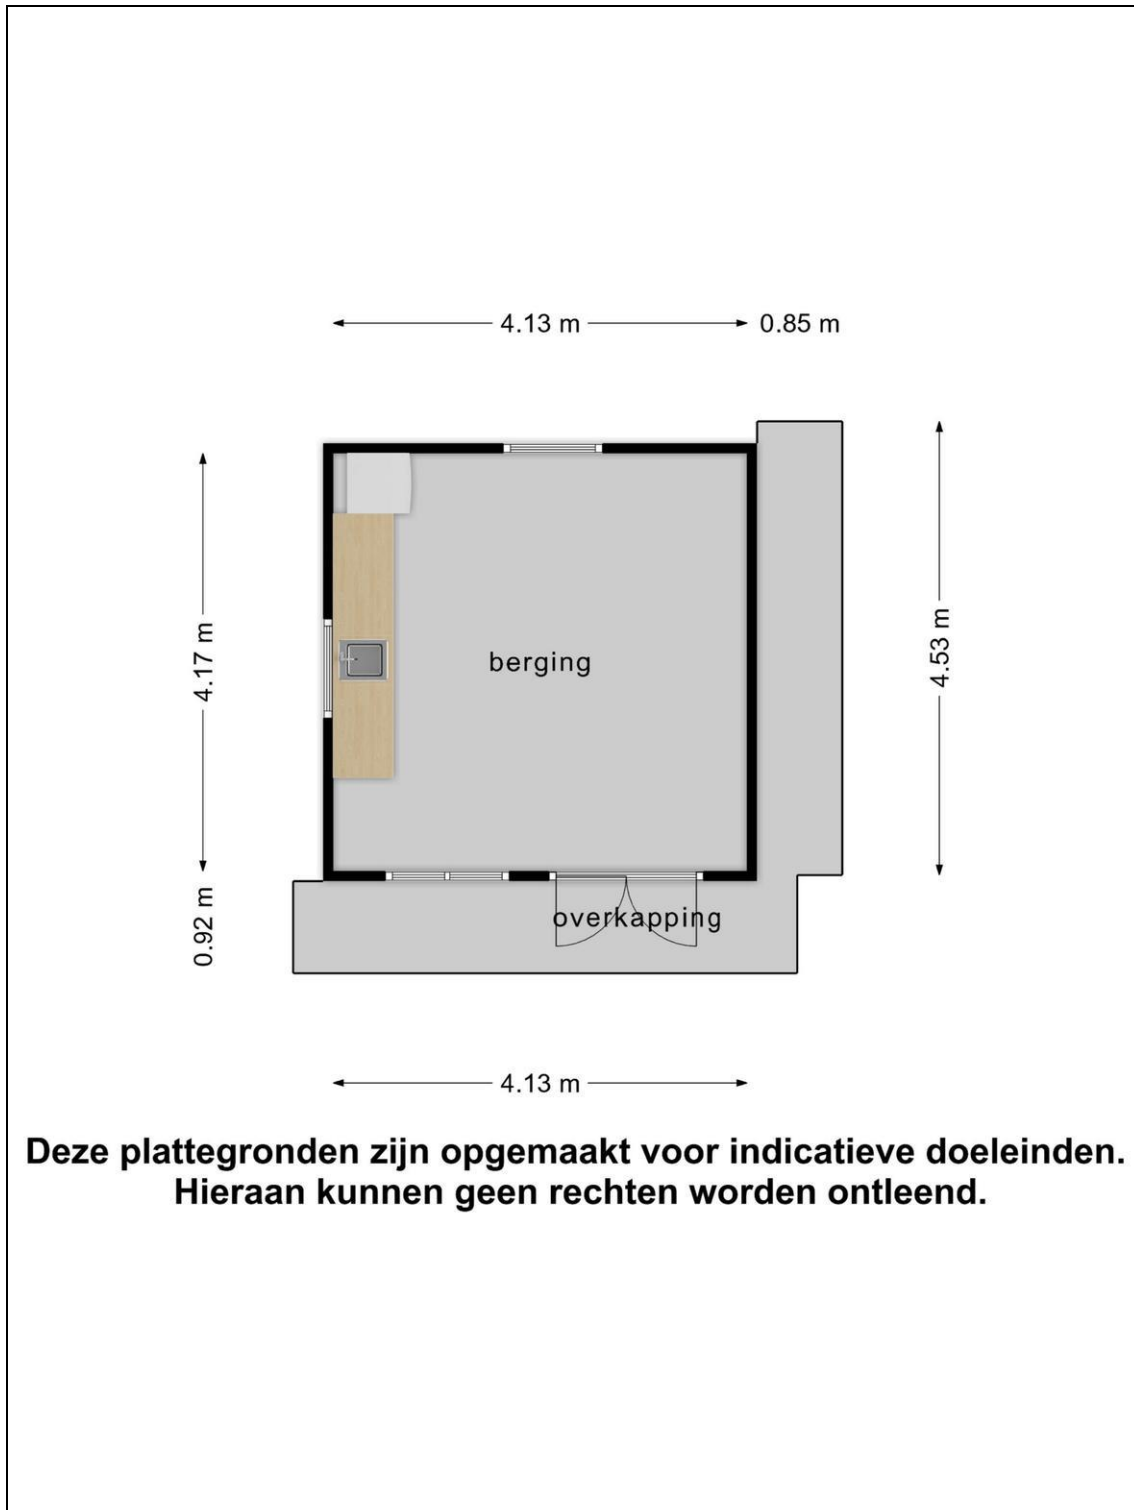 4.13 m
0.85 m
4.17 m
4.53 m
berging
0.92 m
overkapping
4.13 m
Deze plattegronden zijn opgemaakt voor indicatieve doeleinden.
Hieraan kunnen geen rechten worden ontleend.